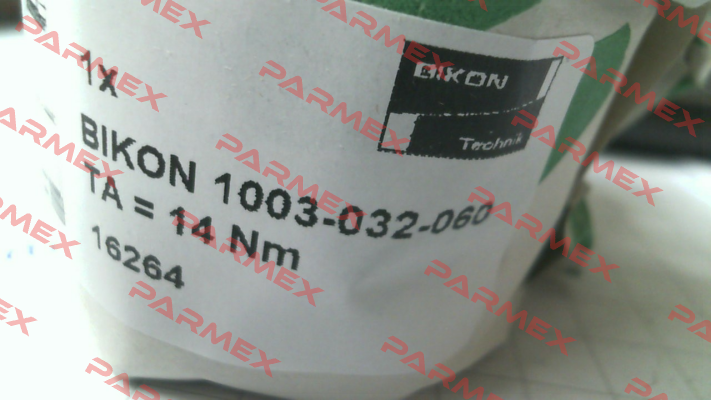 BIKON
Technik
1x
BIKON 1003-032-060
TA = 14 Nm
16264
PARMEX